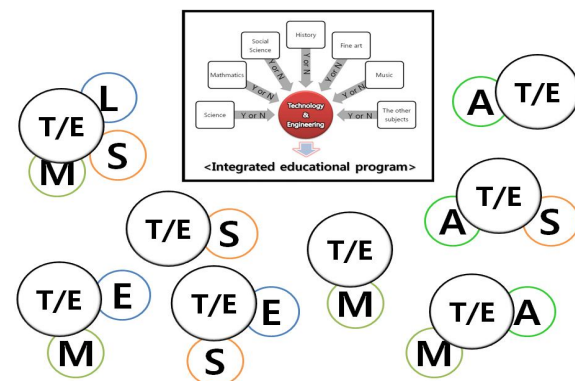 History
Social
Science
Fine art
Mathematics
Music
Science
The other
subjects
Y or N
Y or N
Y or N
Y or N
Y or N
Y or N
Y or N
Technology
&
Engineering
<Integrated educational program>
L
T/E
S
M
A
T/E
T/E
S
T/E
M
T/E
A
S
T/E
E
M
T/E
E
S
T/E
A
M